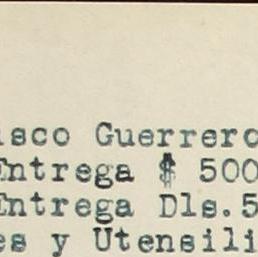 isco Guerrero
Entrega $ 500
Entrega Dls.5
es y Utensili